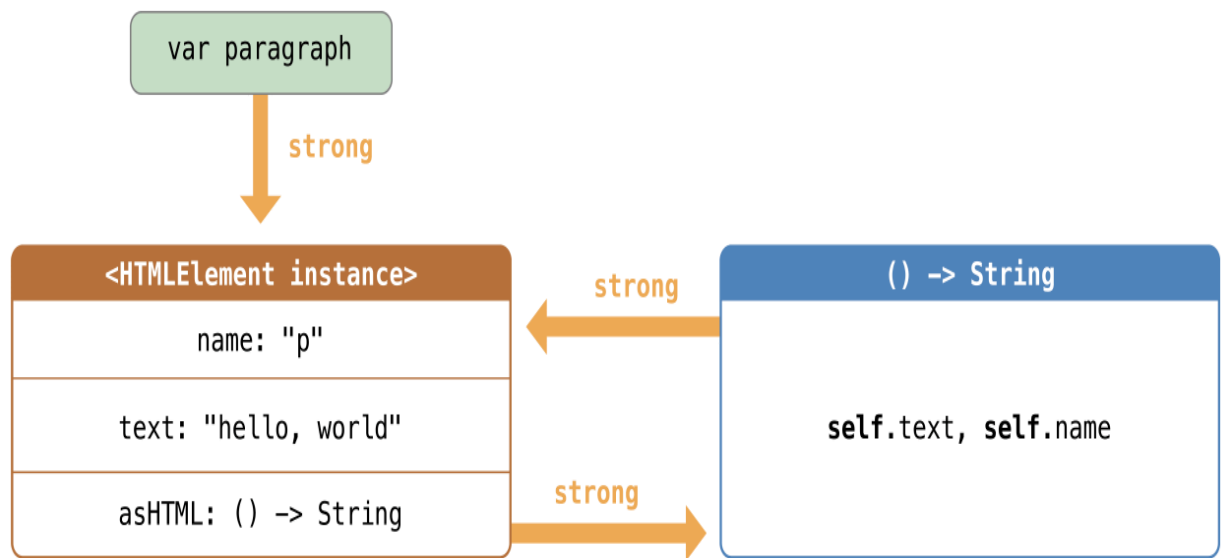 var paragraph
strong
<HTMLElement instance>
name: "p"
text: "hello, world"
asHTML: () -> String
strong
strong
() -> String
self.text, self.name